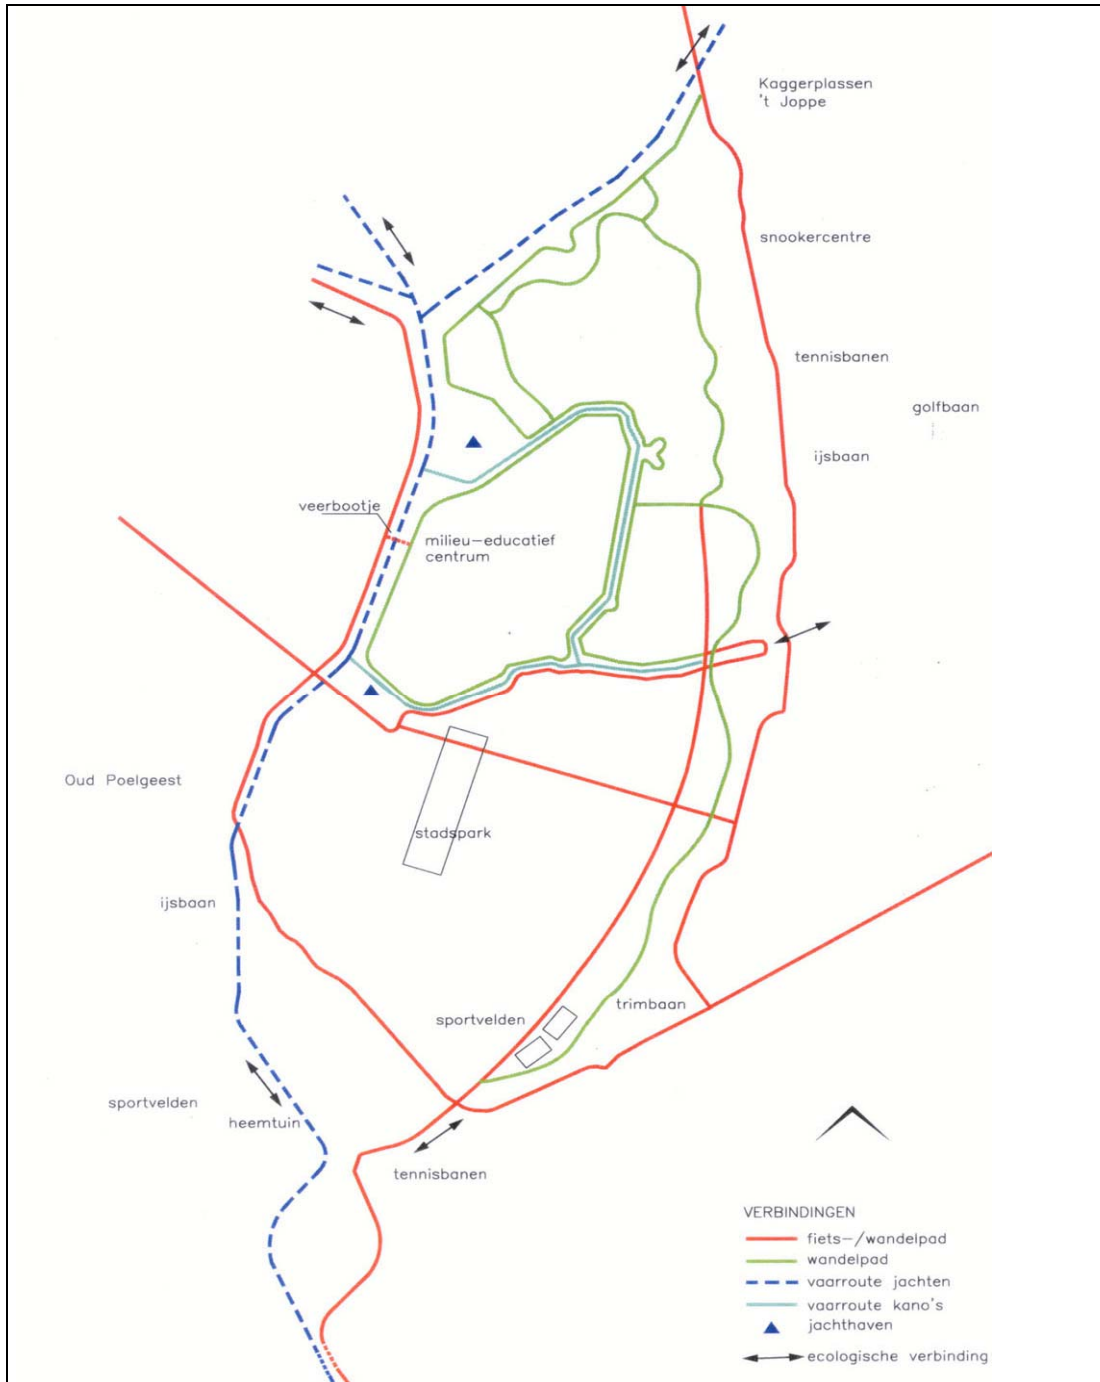 Kaggerplassen
't Joppe
snookercentre
tennisbanen
golfbaan
ijsbaan
veerbootje
milieu-educatief
centrum
Oud Poelgeest
stadspark
ijsbaan
sportvelden
trimbaan
sportvelden
heemtuin
tennisbanen
VERBINDINGEN
fiets-/wandelpad
wandelpad
vaarroute jachten
vaarroute kano's
jachthaven
ecologische verbinding